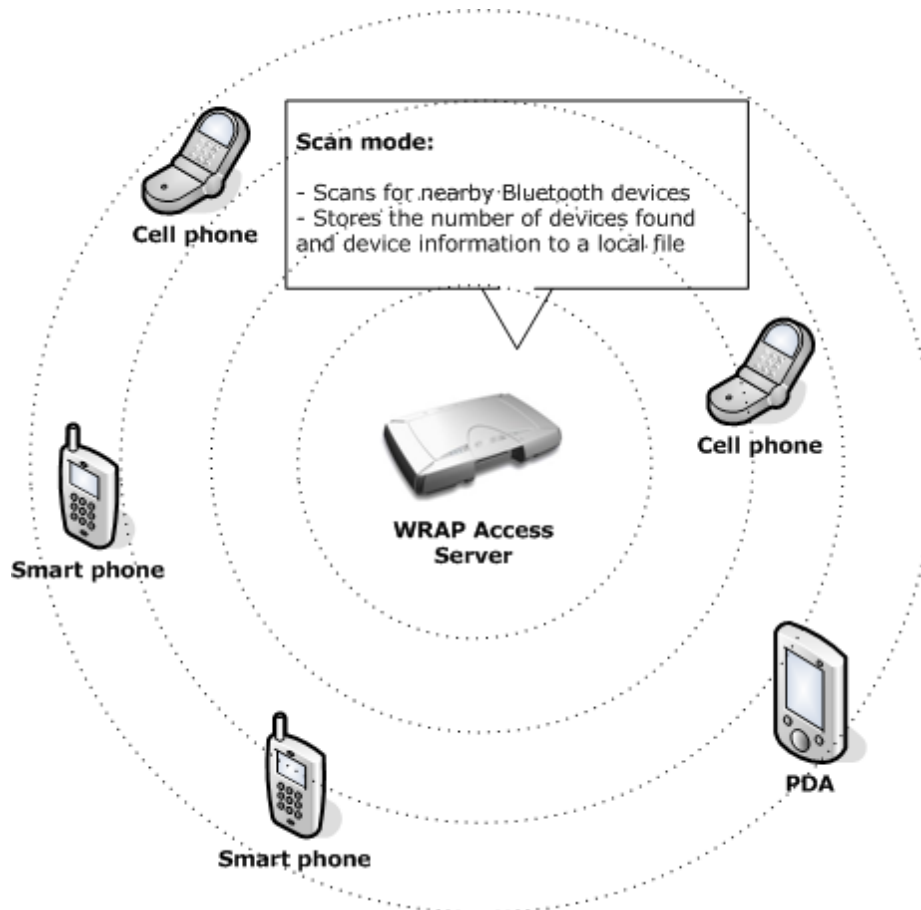 Scan mode:
- Scans for nearby Bluetooth devices
- Stores the number of devices found
and device information to a local file
Cell phone
Cell phone
WRAP Access
Server
Smart phone
PDA
Smart phone